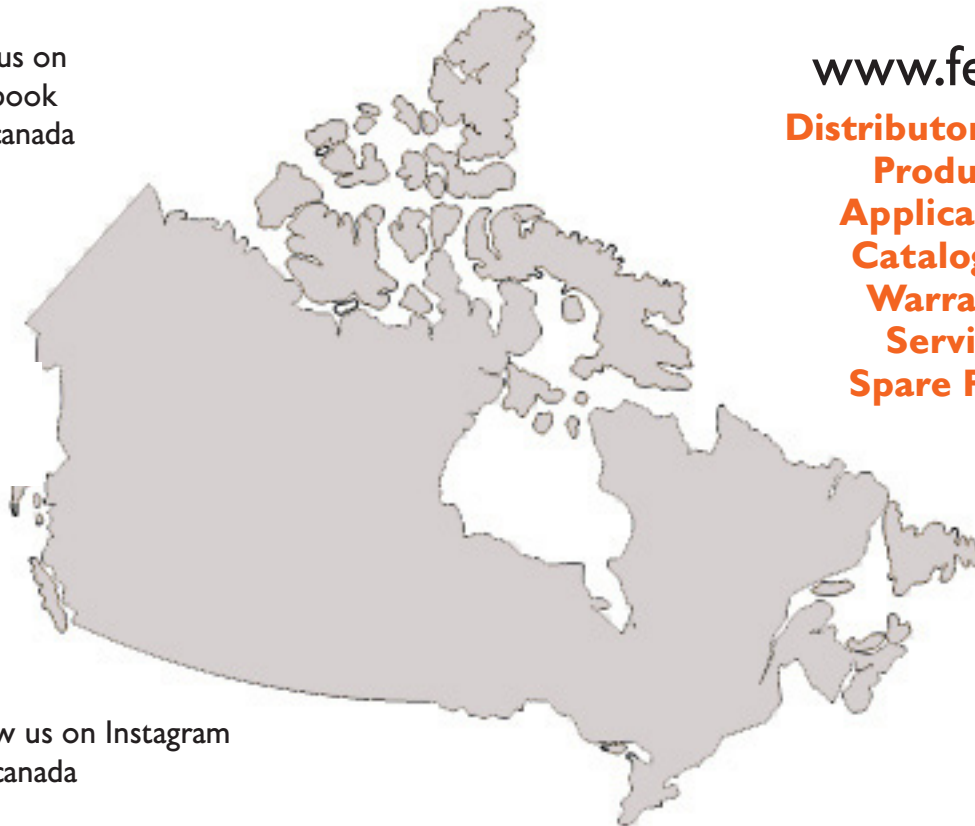 us on
book
canada
www.fe
Distributor
Produ
Applica
Catalog
Warra
Servi
Spare
w us on Instagram
canada